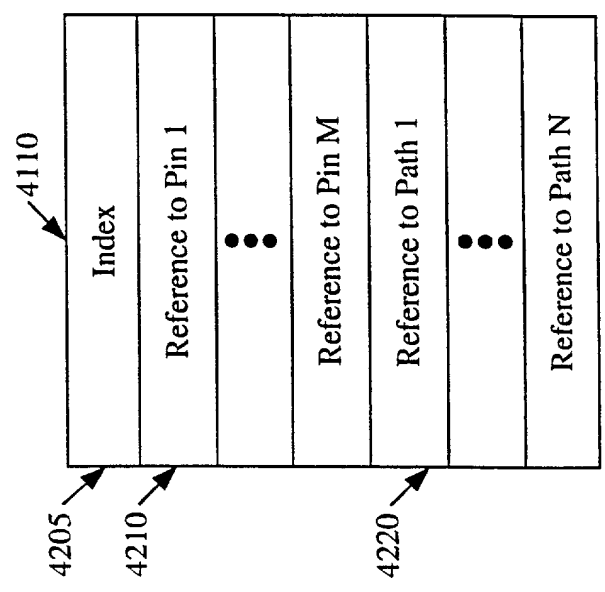 4110
4205
Index
4210
Reference to Pin 1
●●●
Reference to Pin M
4220
Reference to Path 1
●●●
Reference to Path N